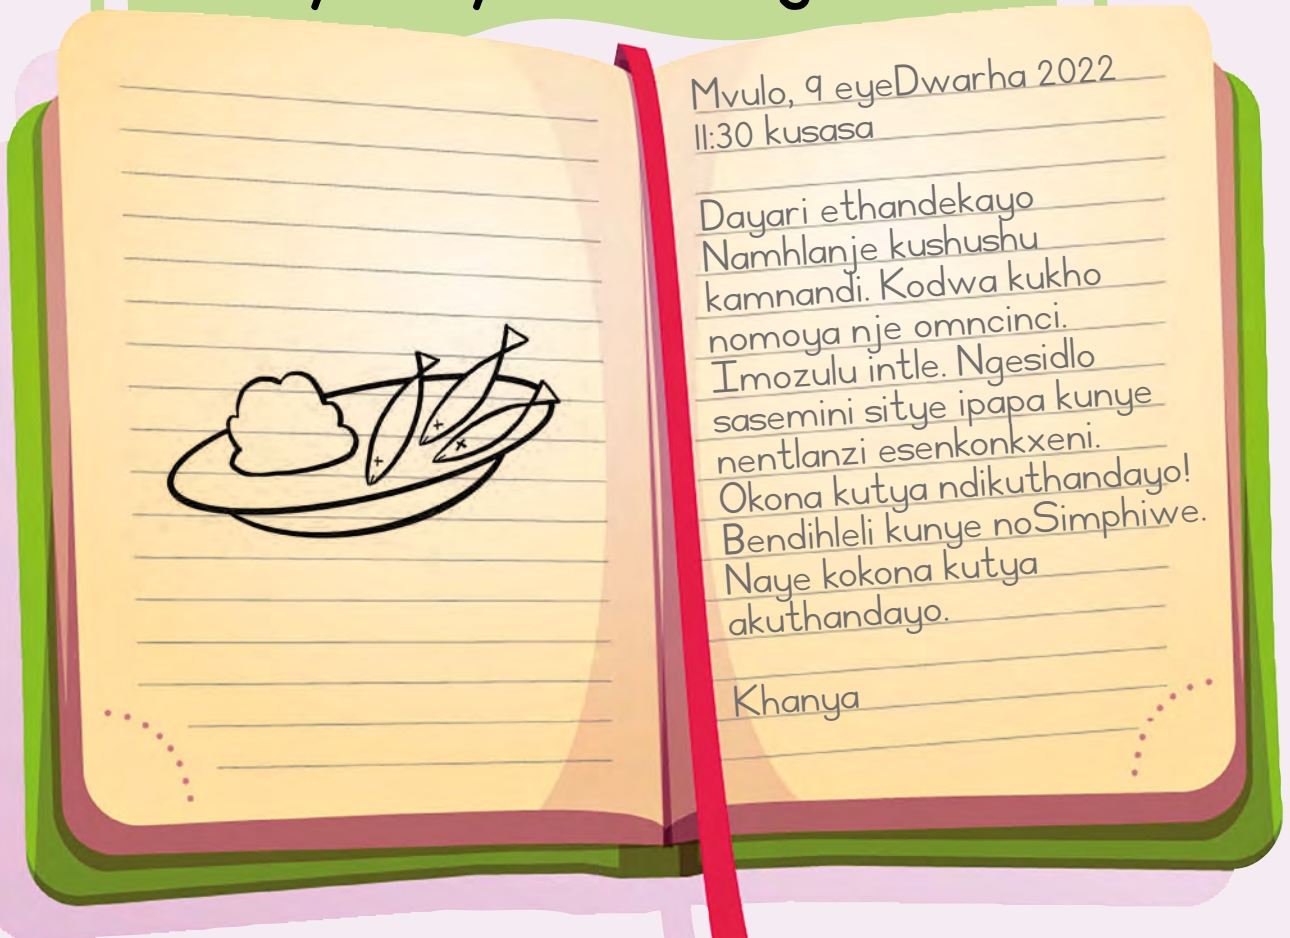 Mvulo, 9 eyeDwarha 2022
11:30 kusasa
Dayari ethandekayo
Namhlanje kushushu
kamnandi. Kodwa kukho
nomoya nje omncinci.
Imozulu intle. Ngesidlo
sasemini sitye ipapa kunye
nentlanzi esenkonkxeni.
Okona kutya ndikuthandayo!
Bendihleli kunye noSimphiwe.
Naye kokona kutya
akuthandayo.
Khanya